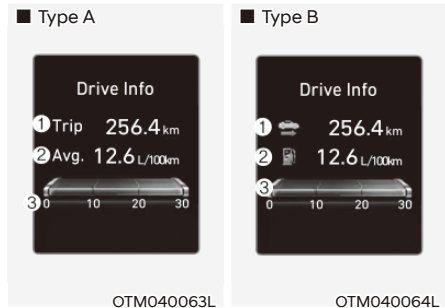 ■ Type A
Drive Info
① Trip 256.4 km
② Avg. 12.6 L/100km
③ 0 10 20 30
OTM040063L
■ Type B
Drive Info
① 256.4 km
② 12.6 L/100km
③
0 10 20 30
OTM040064L